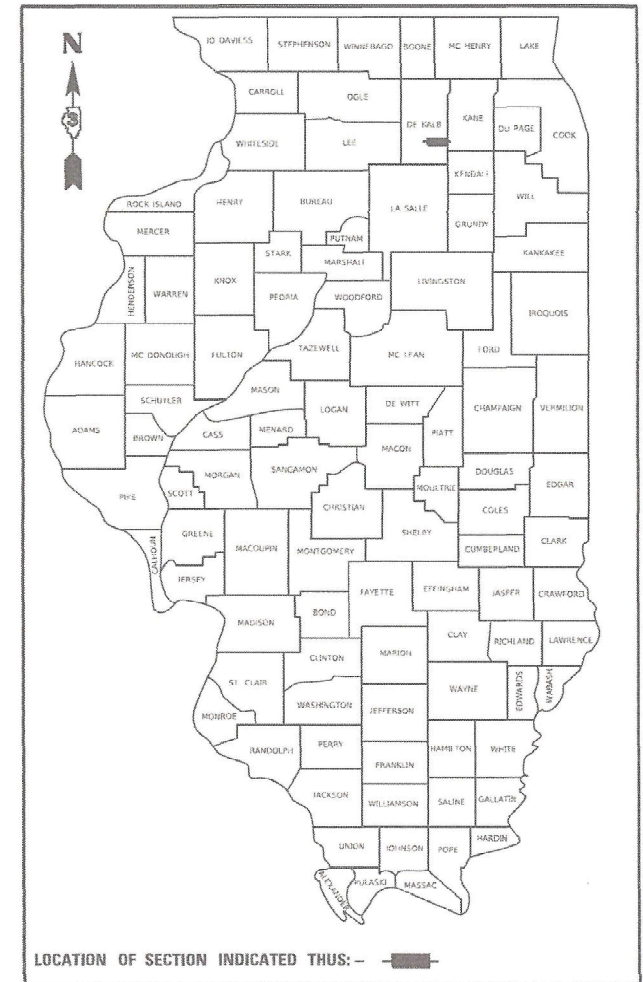 JO DAVIESS STEPHENSON WINNEBAGO BOONE MC HENRY LAKE
N
CARROLL OGLE
3
DE KALB KANE DU PAGE COOK
WHITESIDE LEE
KENDALL
ROCK ISLAND HENRY BUREAU LA SALLE WILL
MERCER GRUNDY
PUTNAM
STARK MARSHALL KANKAKEE
HENDERSON WARREN KNOX LIVINGSTON
PEORIA WOODFORD
IROQUOIS
HANCOCK MC DONOUGH FULTON TAZEWELL MC LEAN FORD
MASON
SCHUYLER LOGAN DE WITT CHAMPAIGN VERMILION
ADAMS BROWN CASS MENARD PIATT
MACON
MORGAN SANGAMON DOUGLAS
PIKE SCOTT MOULTRIE EDGAR
CHRISTIAN COLES
GREENE SHELBY
CALHOUN MACOUPIN MONTGOMERY CUMBERLAND CLARK
JERSEY
FAYETTE EFFINGHAM JASPER CRAWFORD
MADISON BOND
CLAY RICHLAND LAWRENCE
CLINTON MARION
ST. CLAIR WAYNE EDWARDS WABASH
WASHINGTON JEFFERSON
MONROE
RANDOLPH PERRY HAMILTON WHITE
FRANKLIN
JACKSON WILLIAMSON SALINE GALLATIN
HARDIN
UNION JOHNSON POPE
ALEXANDER PULASKI MASSAC
LOCATION OF SECTION INDICATED THUS: –